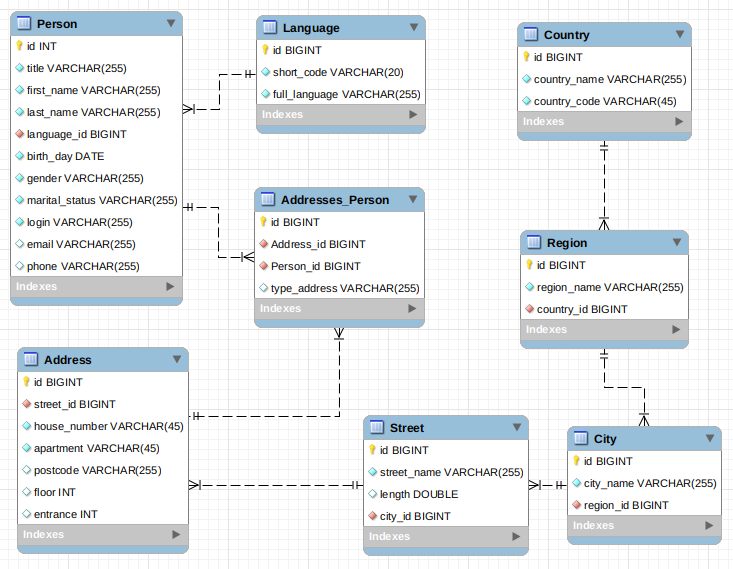 Person
id INT
title VARCHAR(255)
first_name VARCHAR(255)
last_name VARCHAR(255)
language_id BIGINT
birth_day DATE
gender VARCHAR(255)
marital_status VARCHAR(255)
login VARCHAR(255)
email VARCHAR(255)
phone VARCHAR(255)
Indexes
Language
id BIGINT
short_code VARCHAR(20)
full_language VARCHAR(255)
Indexes
Country
id BIGINT
country_name VARCHAR(255)
country_code VARCHAR(45)
Indexes
Addresses_Person
id BIGINT
Address_id BIGINT
Person_id BIGINT
type_address VARCHAR(255)
Indexes
Region
id BIGINT
region_name VARCHAR(255)
country_id BIGINT
Indexes
Address
id BIGINT
street_id BIGINT
house_number VARCHAR(45)
apartment VARCHAR(45)
postcode VARCHAR(255)
floor INT
entrance INT
Indexes
Street
id BIGINT
street_name VARCHAR(255)
length DOUBLE
city_id BIGINT
Indexes
City
id BIGINT
city_name VARCHAR(255)
region_id BIGINT
Indexes